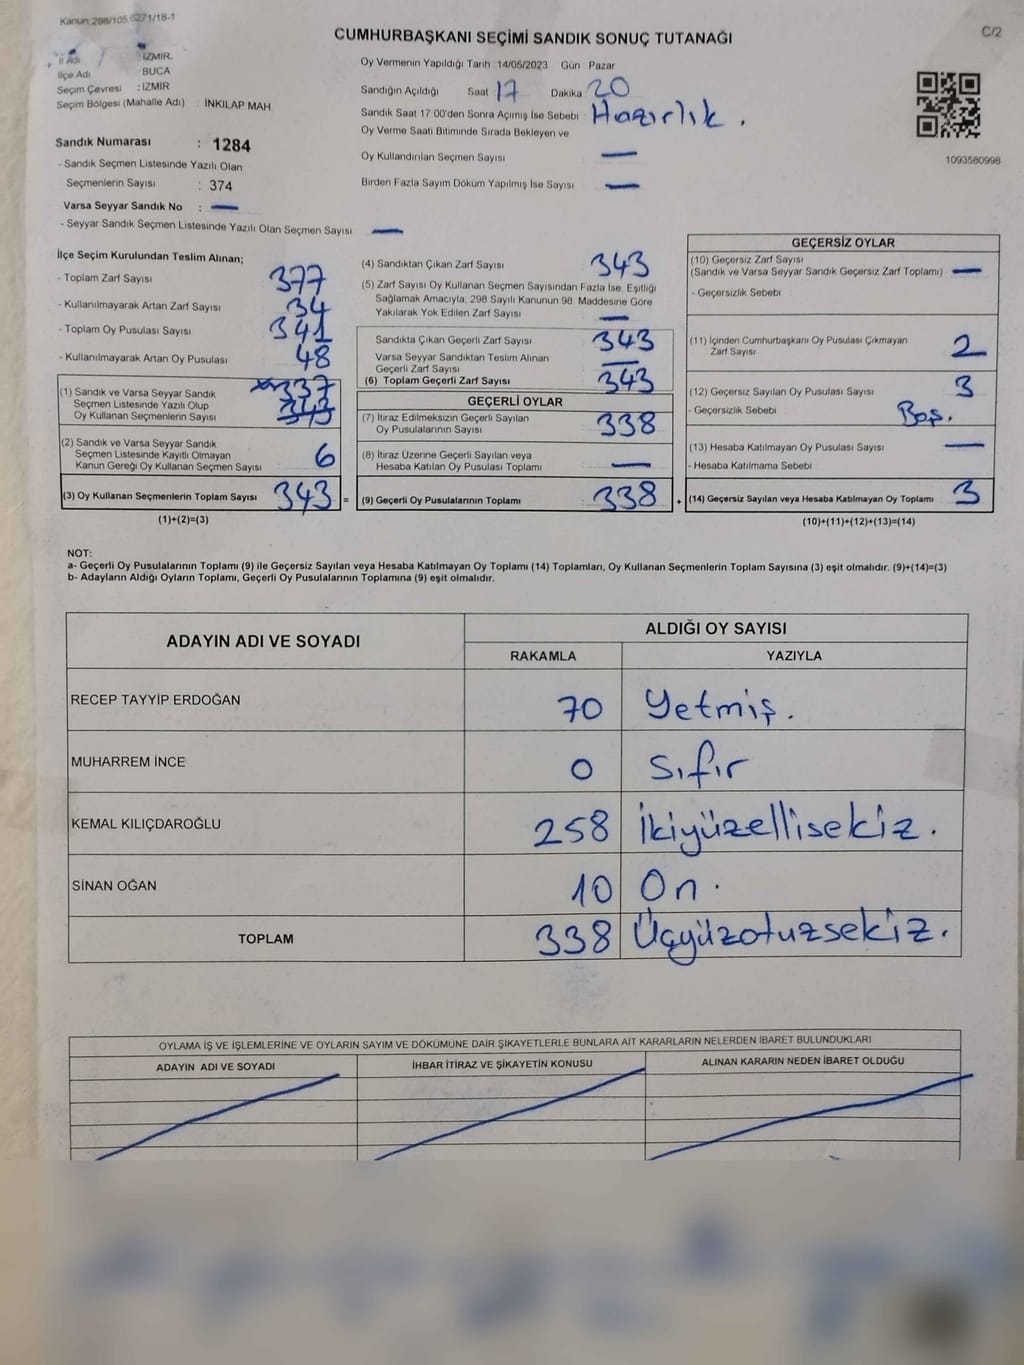 Kanun:298/105,6271/18-1
C/2
CUMHURBAŞKANI SEÇİMİ SANDIK SONUÇ TUTANAĞI
İl Adı : İZMİR.
İlçe Adı : BUCA
Seçim Çevresi : İZMİR
Seçim Bölgesi (Mahalle Adı) : İNKILAP MAH
Sandık Numarası : 1284
- Sandık Seçmen Listesinde Yazılı Olan
Seçmenlerin Sayısı : 374
Varsa Seyyar Sandık No : —
- Seyyar Sandık Seçmen Listesinde Yazılı Olan Seçmen Sayısı —
Oy Vermenin Yapıldığı Tarih :14/05/2023 Gün : Pazar
Sandığın Açıldığı Saat 17 Dakika 20
Sandık Saat 17:00'den Sonra Açımış İse Sebebi Hazırlık.
Oy Verme Saati Bitiminde Sırada Bekleyen ve
Oy Kullandırılan Seçmen Sayısı —
Birden Fazla Sayım Döküm Yapılmış İse Sayısı —
1093580998
İlçe Seçim Kurulundan Teslim Alınan;
- Toplam Zarf Sayısı 377
- Kullanılmayarak Artan Zarf Sayısı 34
- Toplam Oy Pusulası Sayısı 341
- Kullanılmayarak Artan Oy Pusulası 48
(1) Sandık ve Varsa Seyyar Sandık 337
Seçmen Listesinde Yazılı Olup 343
Oy Kullanan Seçmenlerin Sayısı
(2) Sandık ve Varsa Seyyar Sandık
Seçmen Listesinde Kayıtlı Olmayan 6
Kanun Gereği Oy Kullanan Seçmen Sayısı
(3) Oy Kullanan Seçmenlerin Toplam Sayısı 343 =
(1)+(2)=(3)
(4) Sandıktan Çıkan Zarf Sayısı 343
(5) Zarf Sayısı Oy Kullanan Seçmen Sayısından Fazla İse, Eşitliği
Sağlamak Amacıyla, 298 Sayılı Kanunun 98. Maddesine Göre
Yakılarak Yok Edilen Zarf Sayısı —
Sandıkta Çıkan Geçerli Zarf Sayısı 343
Varsa Seyyar Sandıktan Teslim Alınan
Geçerli Zarf Sayısı —
(6) Toplam Geçerli Zarf Sayısı 343
GEÇERLİ OYLAR
(7) İtiraz Edilmeksizin Geçerli Sayılan
Oy Pusulalarının Sayısı 338
(8) İtiraz Üzerine Geçerli Sayılan veya
Hesaba Katılan Oy Pusulası Toplamı —
(9) Geçerli Oy Pusulalarının Toplamı 338 +
GEÇERSİZ OYLAR
(10) Geçersiz Zarf Sayısı
(Sandık ve Varsa Seyyar Sandık Geçersiz Zarf Toplamı) —
- Geçersizlik Sebebi
(11) İçinden Cumhurbaşkanı Oy Pusulası Çıkmayan
Zarf Sayısı 2
(12) Geçersiz Sayılan Oy Pusulası Sayısı 3
- Geçersizlik Sebebi Boş.
(13) Hesaba Katılmayan Oy Pusulası Sayısı —
- Hesaba Katılmama Sebebi
(14) Geçersiz Sayılan veya Hesaba Katılmayan Oy Toplamı 3
(10)+(11)+(12)+(13)=(14)
NOT:
a- Geçerli Oy Pusulalarının Toplamı (9) ile Geçersiz Sayılan veya Hesaba Katılmayan Oy Toplamı (14) Toplamları, Oy Kullanan Seçmenlerin Toplam Sayısına (3) eşit olmalıdır. (9)+(14)=(3)
b- Adayların Aldığı Oyların Toplamı, Geçerli Oy Pusulalarının Toplamına (9) eşit olmalıdır.
ADAYIN ADI VE SOYADI ALDIĞI OY SAYISI
RAKAMLA YAZIYLA
RECEP TAYYİP ERDOĞAN 70 Yetmiş.
MUHARREM İNCE 0 Sıfır
KEMAL KILIÇDAROĞLU 258 İkiyüzellisekiz.
SİNAN OĞAN 10 On.
TOPLAM 338 Üçyüzotuzsekiz.
OYLAMA İŞ VE İŞLEMLERİNE VE OYLARIN SAYIM VE DÖKÜMÜNE DAİR ŞİKAYETLERLE BUNLARA AİT KARARLARIN NELERDEN İBARET BULUNDUKLARI
ADAYIN ADI VE SOYADI İHBAR İTİRAZ VE ŞİKAYETİN KONUSU ALINAN KARARIN NEDEN İBARET OLDUĞU